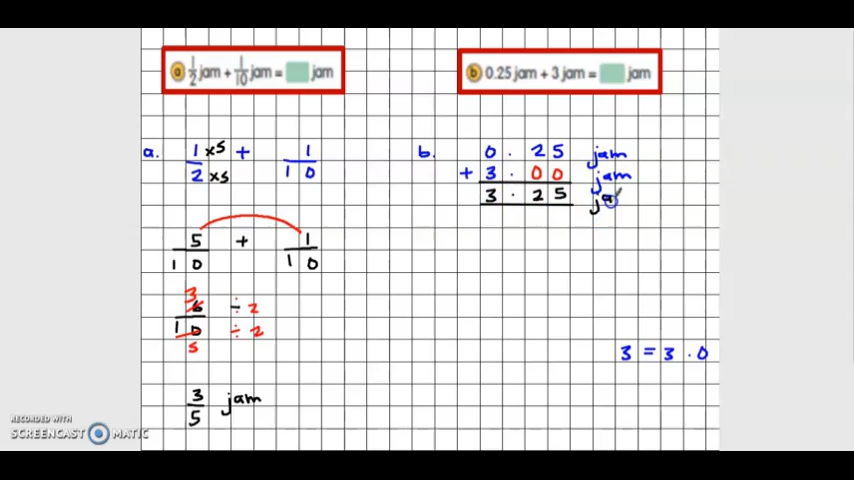 a 1/2 jam + 1/10 jam = jam
b 0.25 jam + 3 jam = jam
a. 1/2 ×5 ×5 + 1/10
5/10 + 1/10
3
6 ÷ 2
10 ÷ 2
5
3/5 jam
b. 0.25 jam
+ 3.00 jam
3.25 ja
3 = 3.0
RECORDED WITH
SCREENCAST MATIC